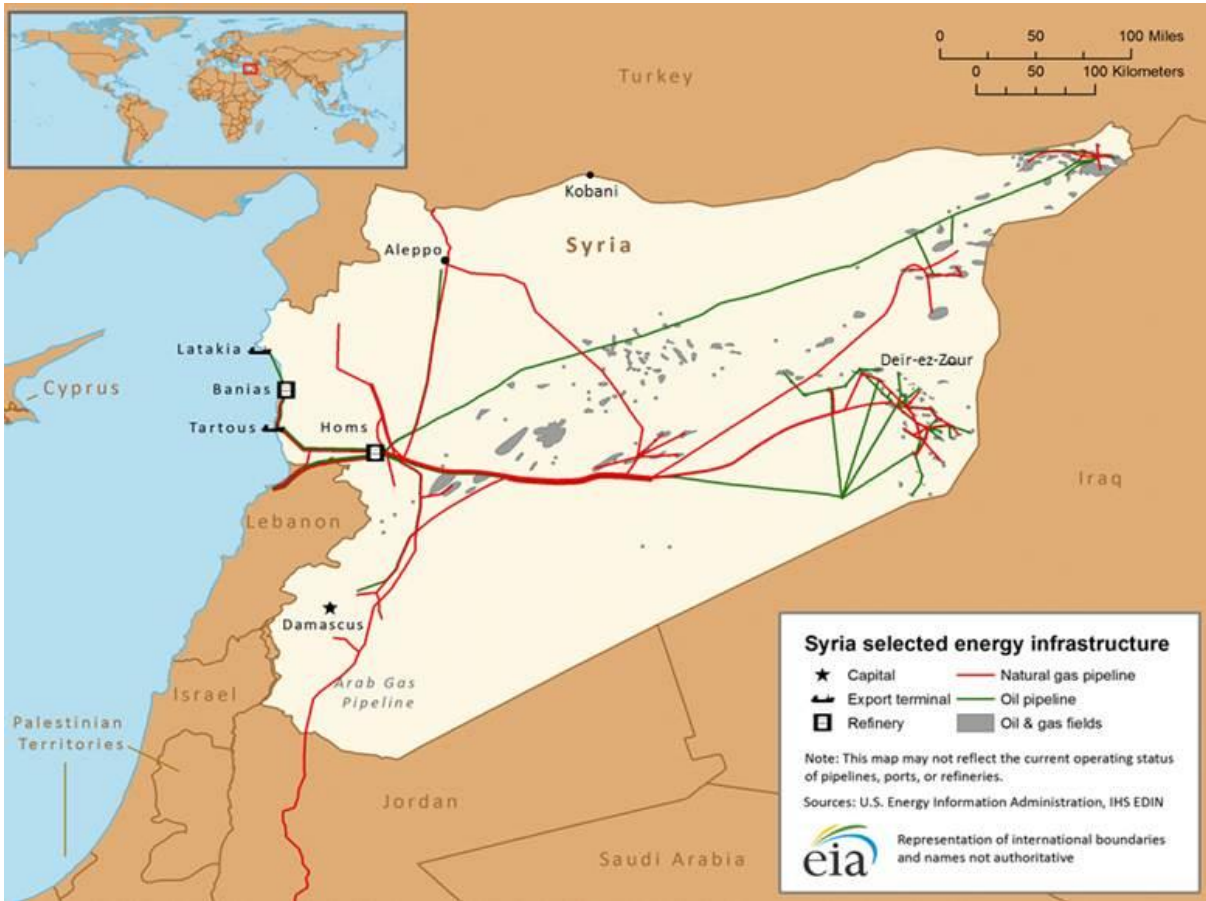 0 50 100 Miles
0 50 100 Kilometers
Turkey
Kobani
Syria
Aleppo
Latakia
Banias
Cyprus
Tartous
Homs
Deir-ez-Zour
Iraq
Lebanon
Damascus
Arab Gas
Pipeline
Israel
Palestinian
Territories
Jordan
Saudi Arabia
Syria selected energy infrastructure
Capital
Export terminal
Refinery
Natural gas pipeline
Oil pipeline
Oil & gas fields
Note: This map may not reflect the current operating status
of pipelines, ports, or refineries.
Sources: U.S. Energy Information Administration, IHS EDIN
eia
Representation of international boundaries
and names not authoritative